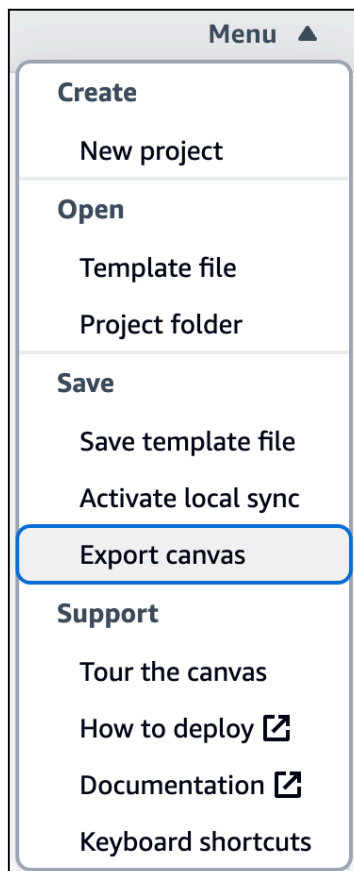 Menu
Create
New project
Open
Template file
Project folder
Save
Save template file
Activate local sync
Export canvas
Support
Tour the canvas
How to deploy
Documentation
Keyboard shortcuts